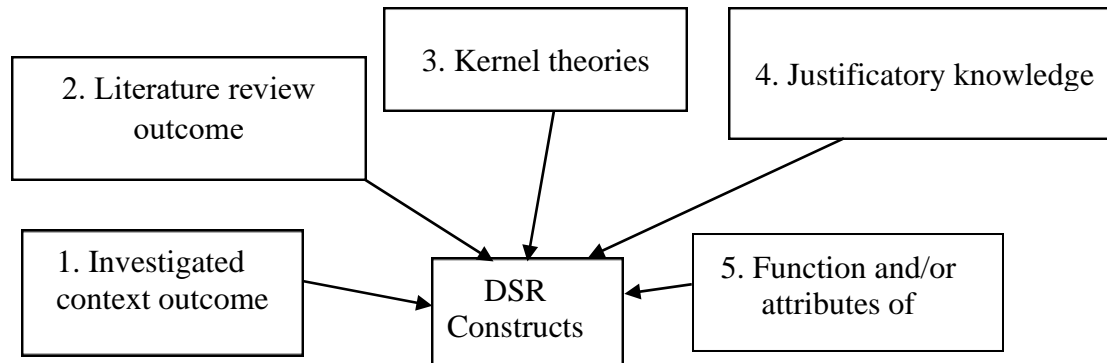 3. Kernel theories
4. Justificatory knowledge
2. Literature review
outcome
1. Investigated
context outcome
DSR
Constructs
5. Function and/or
attributes of